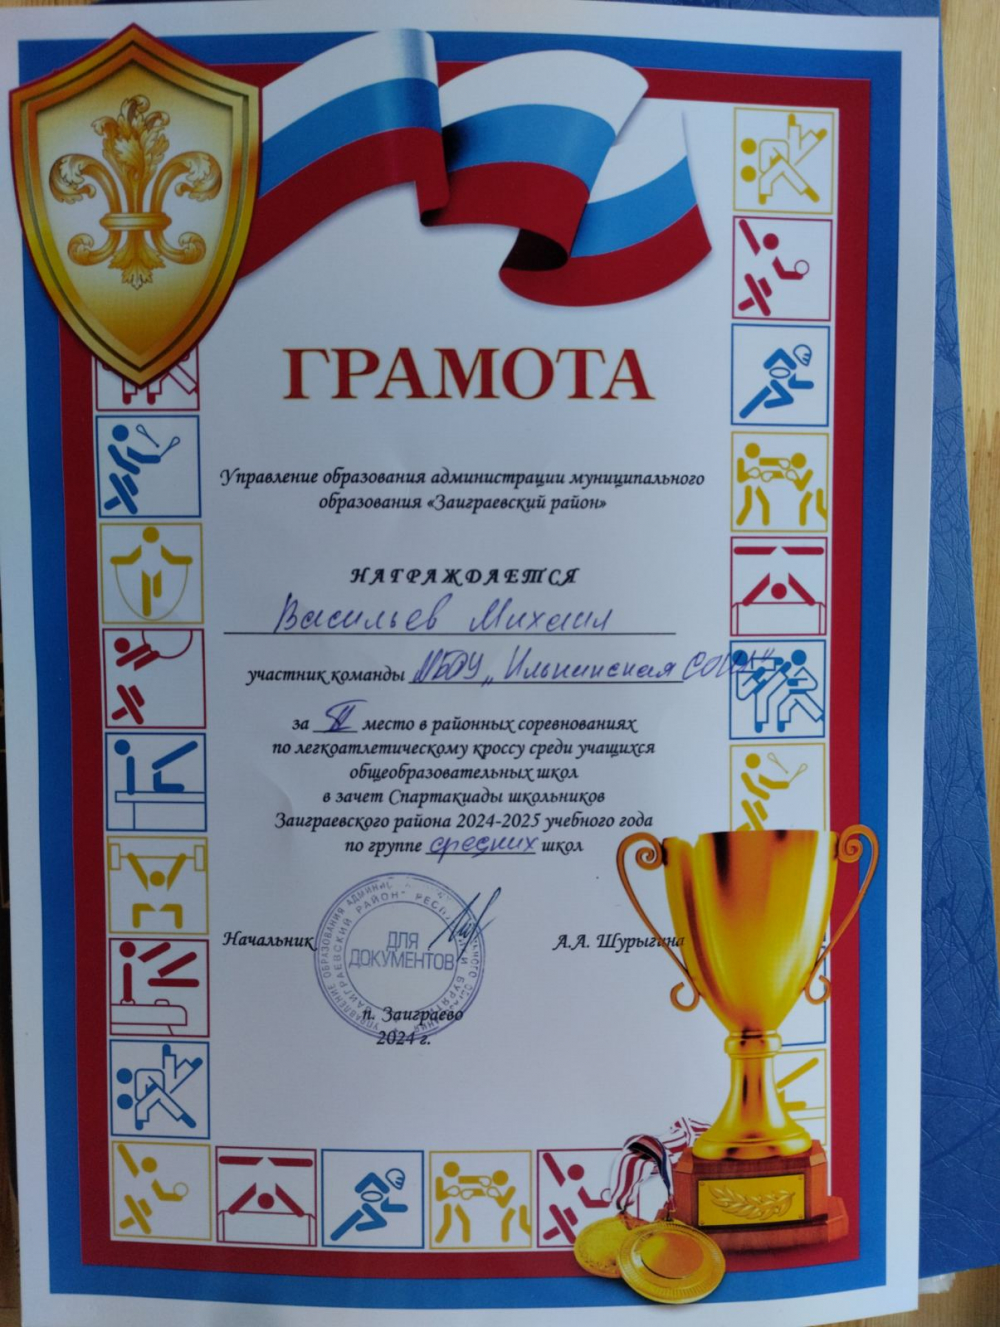 ГРАМОТА
Управление образования администрации муниципального
образования «Заиграевский район»
НАГРАЖДАЕТСЯ
Васильев Михаил
участник команды МБОУ „Ильинская СОШ"
за место в районных соревнованиях
по легкоатлетическому кроссу среди учащихся
общеобразовательных школ
в зачет Спартакиады школьников
Заиграевского района 2024-2025 учебного года
по группе средних школ
Начальник А.А. Шурыгина
ДЛЯ
ДОКУМЕНТОВ
п. Заиграево
2024 г.